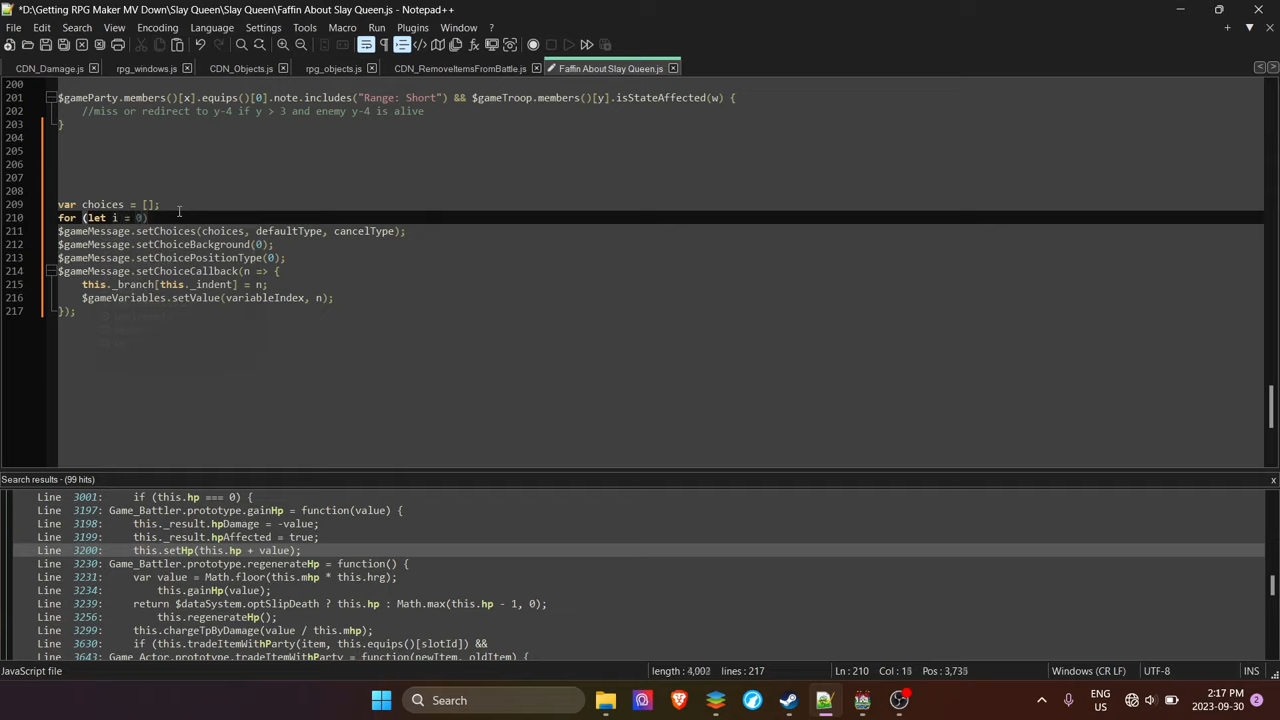 *D:\Getting RPG Maker MV Down\Slay Queen\Slay Queen\Faffin About Slay Queen.js - Notepad++
File Edit Search View Encoding Language Settings Tools Macro Run Plugins Window ?
CDN_Damage.js rpg_windows.js CDN_Objects.js rpg_objects.js CDN_RemoveItemsFromBattle.js Faffin About Slay Queen.js
200
201 $gameParty.members()[x].equips()[0].note.includes("Range: Short") && $gameTroop.members()[y].isStateAffected(w) {
202 //miss or redirect to y-4 if y > 3 and enemy y-4 is alive
203 }
204
205
206
207
208
209 var choices = [];
210 for (let i = 0)
211 $gameMessage.setChoices(choices, defaultType, cancelType);
212 $gameMessage.setChoiceBackground(0);
213 $gameMessage.setChoicePositionType(0);
214 $gameMessage.setChoiceCallback(n => {
215 this._branch[this._indent] = n;
216 $gameVariables.setValue(variableIndex, n);
217 });
Search results - (99 hits)
Line 3001: if (this.hp === 0) {
Line 3197: Game_Battler.prototype.gainHp = function(value) {
Line 3198: this._result.hpDamage = -value;
Line 3199: this._result.hpAffected = true;
Line 3200: this.setHp(this.hp + value);
Line 3230: Game_Battler.prototype.regenerateHp = function() {
Line 3231: var value = Math.floor(this.mhp * this.hrg);
Line 3234: this.gainHp(value);
Line 3239: return $dataSystem.optSlipDeath ? this.hp : Math.max(this.hp - 1, 0);
Line 3256: this.regenerateHp();
Line 3299: this.chargeTpByDamage(value / this.mhp);
Line 3630: if (this.tradeItemWithParty(item, this.equips()[slotId]) &&
Line 3643: Game_Actor.prototype.tradeItemWithParty = function(newItem, oldItem) {
JavaScript file length : 4,002 lines : 217 Ln : 210 Col : 15 Pos : 3,735 Windows (CR LF) UTF-8 INS
Search ENG US 2:17 PM 2023-09-30 2